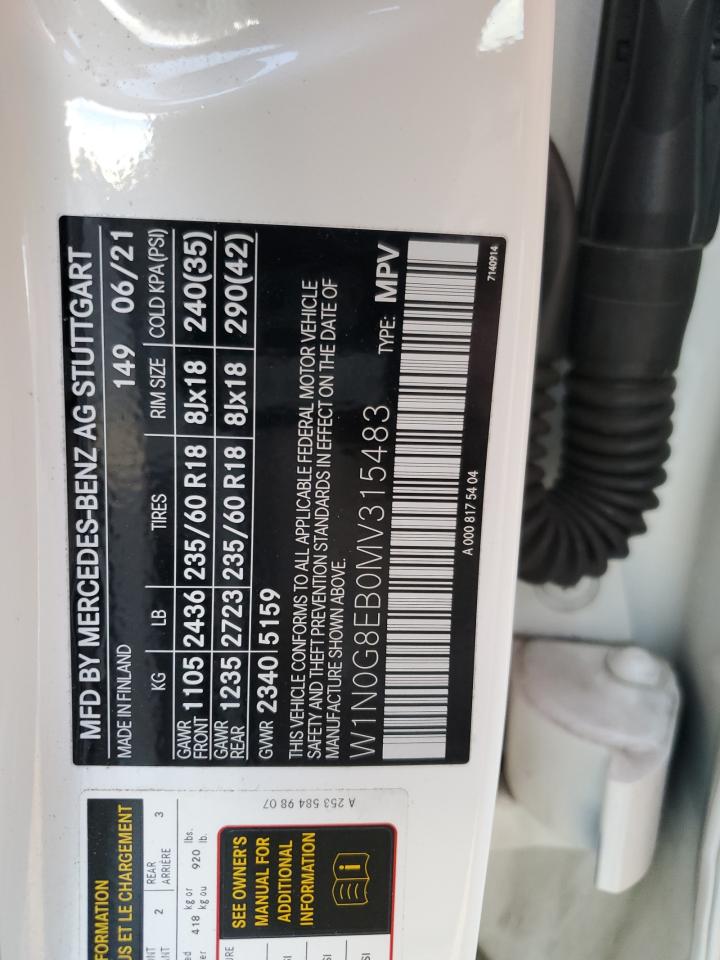 MFD BY MERCEDES-BENZ AG STUTTGART
MADE IN FINLAND 149 06/21
KG LB TIRES RIM SIZE COLD KPA(PSI)
GAWR FRONT 1105 2436 235/60 R18 8Jx18 240(35)
GAWR REAR 1235 2723 235/60 R18 8Jx18 290(42)
GVWR 2340 5159
THIS VEHICLE CONFORMS TO ALL APPLICABLE FEDERAL MOTOR VEHICLE
SAFETY AND THEFT PREVENTION STANDARDS IN EFFECT ON THE DATE OF
MANUFACTURE SHOWN ABOVE.
W1N0G8EB0MV315483 TYPE: MPV
A 000 817 54 04 7140914
FORMATION
US ET LE CHARGEMENT
2 REAR ARRIÈRE 3
418 kg or kg ou 920 lbs. lb.
SEE OWNER'S
MANUAL FOR
ADDITIONAL
INFORMATION
A 253 584 98 07